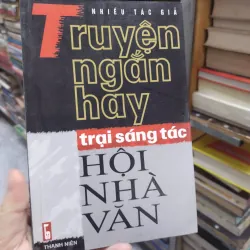 NHIỀU TÁC GIẢ
Truyện
ngắn
hay
trại sáng tác
HỘI
NHÀ
VĂN
THANH NIÊN